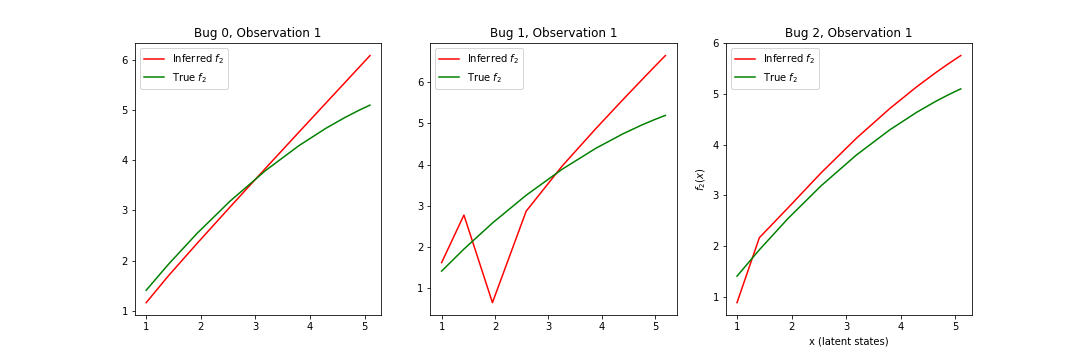 Bug 0, Observation 1
Inferred f₂
True f₂
6
5
4
3
2
1
1 2 3 4 5
Bug 1, Observation 1
Inferred f₂
True f₂
6
5
4
3
2
1
1 2 3 4 5
Bug 2, Observation 1
Inferred f₂
True f₂
f₂(x)
6
5
4
3
2
1
1 2 3 4 5
x (latent states)